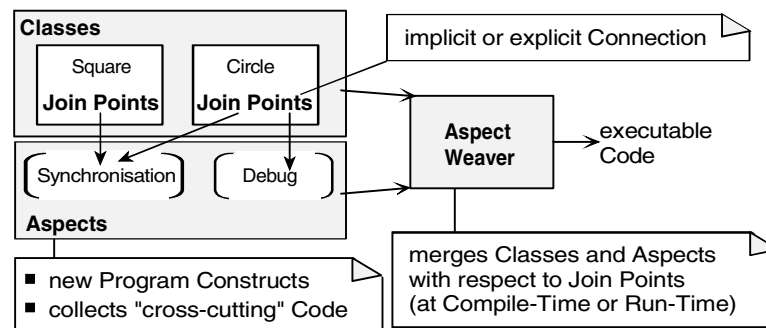 Classes
Square
Join Points
Circle
Join Points
implicit or explicit Connection
Synchronisation
Debug
Aspects
Aspect
Weaver
executable
Code
■ new Program Constructs
■ collects "cross-cutting" Code
merges Classes and Aspects
with respect to Join Points
(at Compile-Time or Run-Time)